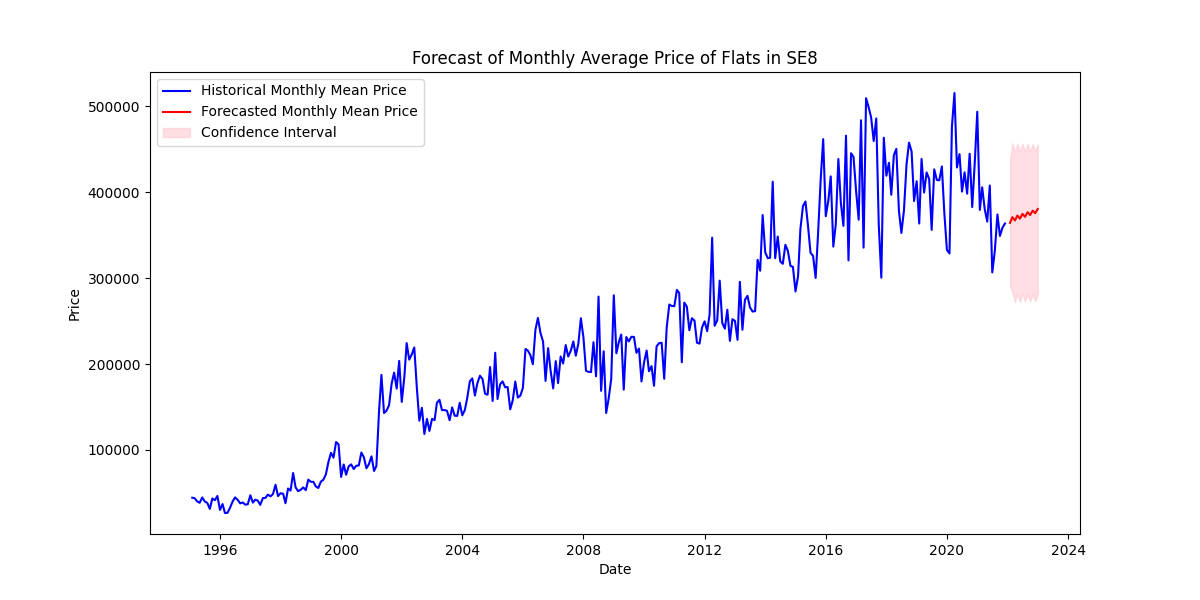 Forecast of Monthly Average Price of Flats in SE8
Historical Monthly Mean Price
Forecasted Monthly Mean Price
Confidence Interval
500000
400000
300000
200000
100000
Price
1996 2000 2004 2008 2012 2016 2020 2024
Date